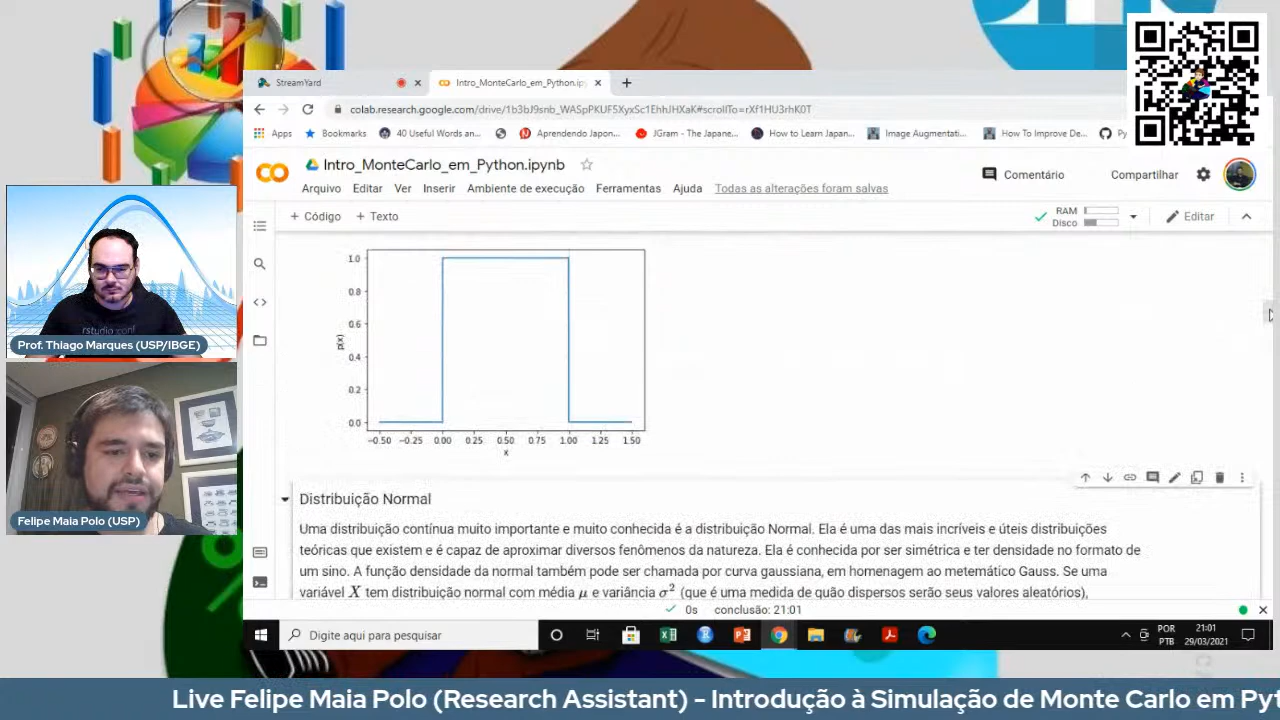 StreamYard
Intro_MonteCarlo_em_Python.ip
Apps
Bookmarks
40 Useful Words an...
Aprendendo Japon...
JGram - The Japane...
How to Learn Japan...
Image Augmentati...
How To Improve De...
Intro_MonteCarlo_em_Python.ipynb
Comentário
Compartilhar
Arquivo
Editar
Ver
Inserir
Ambiente de execução
Ferramentas
Ajuda
Todas as alterações foram salvas
+ Código
+ Texto
RAM
Disco
Editar
1.0
0.8
0.6
0.4
0.2
0.0
p(x)
−0.50 −0.25 0.00 0.25 0.50 0.75 1.00 1.25 1.50
x
rstudio::conf
Prof. Thiago Marques (USP/IBGE)
Felipe Maia Polo (USP)
Distribuição Normal
Uma distribuição contínua muito importante e muito conhecida é a distribuição Normal. Ela é uma das mais incríveis e úteis distribuições
teóricas que existem e é capaz de aproximar diversos fenômenos da natureza. Ela é conhecida por ser simétrica e ter densidade no formato de
um sino. A função densidade da normal também pode ser chamada por curva gaussiana, em homenagem ao metemático Gauss. Se uma
variável X tem distribuição normal com média μ e variância σ² (que é uma medida de quão dispersos serão seus valores aleatórios),
0s conclusão: 21:01
Digite aqui para pesquisar
POR
PTB
21:01
29/03/2021
Live Felipe Maia Polo (Research Assistant) - Introdução à Simulação de Monte Carlo em Pyt